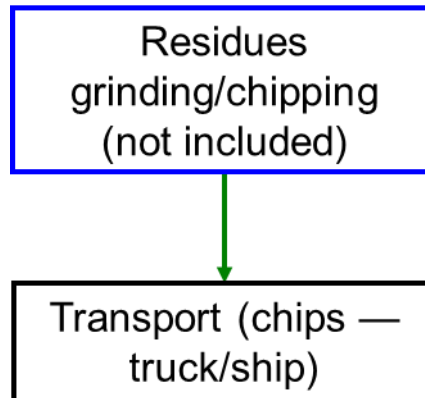 Residues
grinding/chipping
(not included)
Transport (chips —
truck/ship)